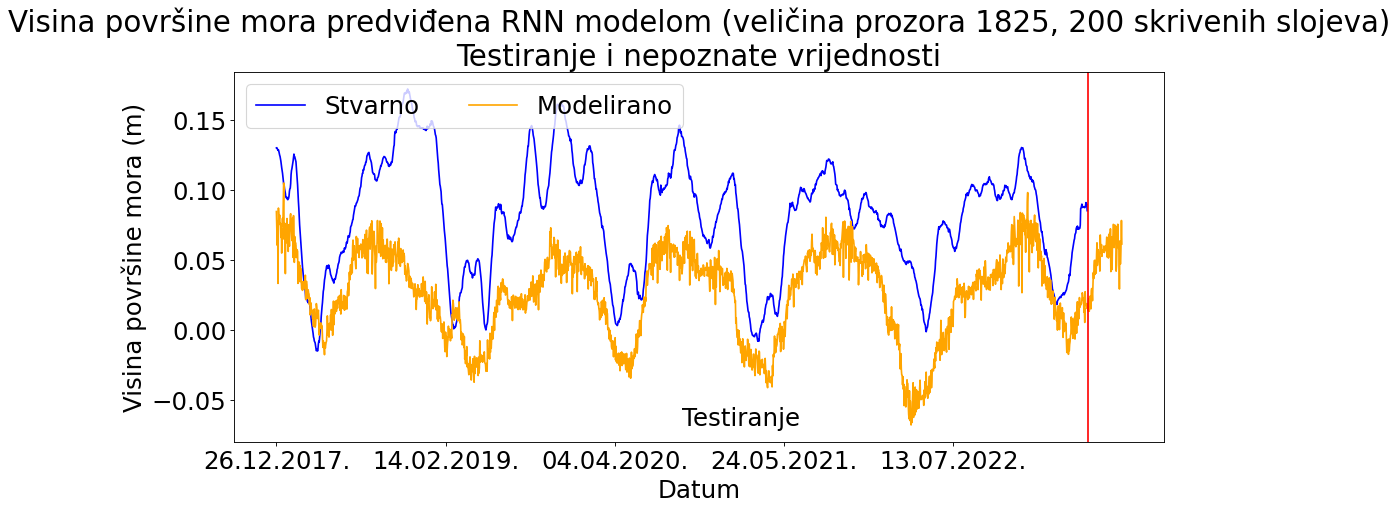 Visina površine mora predviđena RNN modelom (veličina prozora 1825, 200 skrivenih slojeva)
Testiranje i nepoznate vrijednosti
Stvarno
Modelirano
Visina površine mora (m)
0.15
0.10
0.05
0.00
−0.05
Testiranje
26.12.2017.
14.02.2019.
04.04.2020.
24.05.2021.
13.07.2022.
Datum